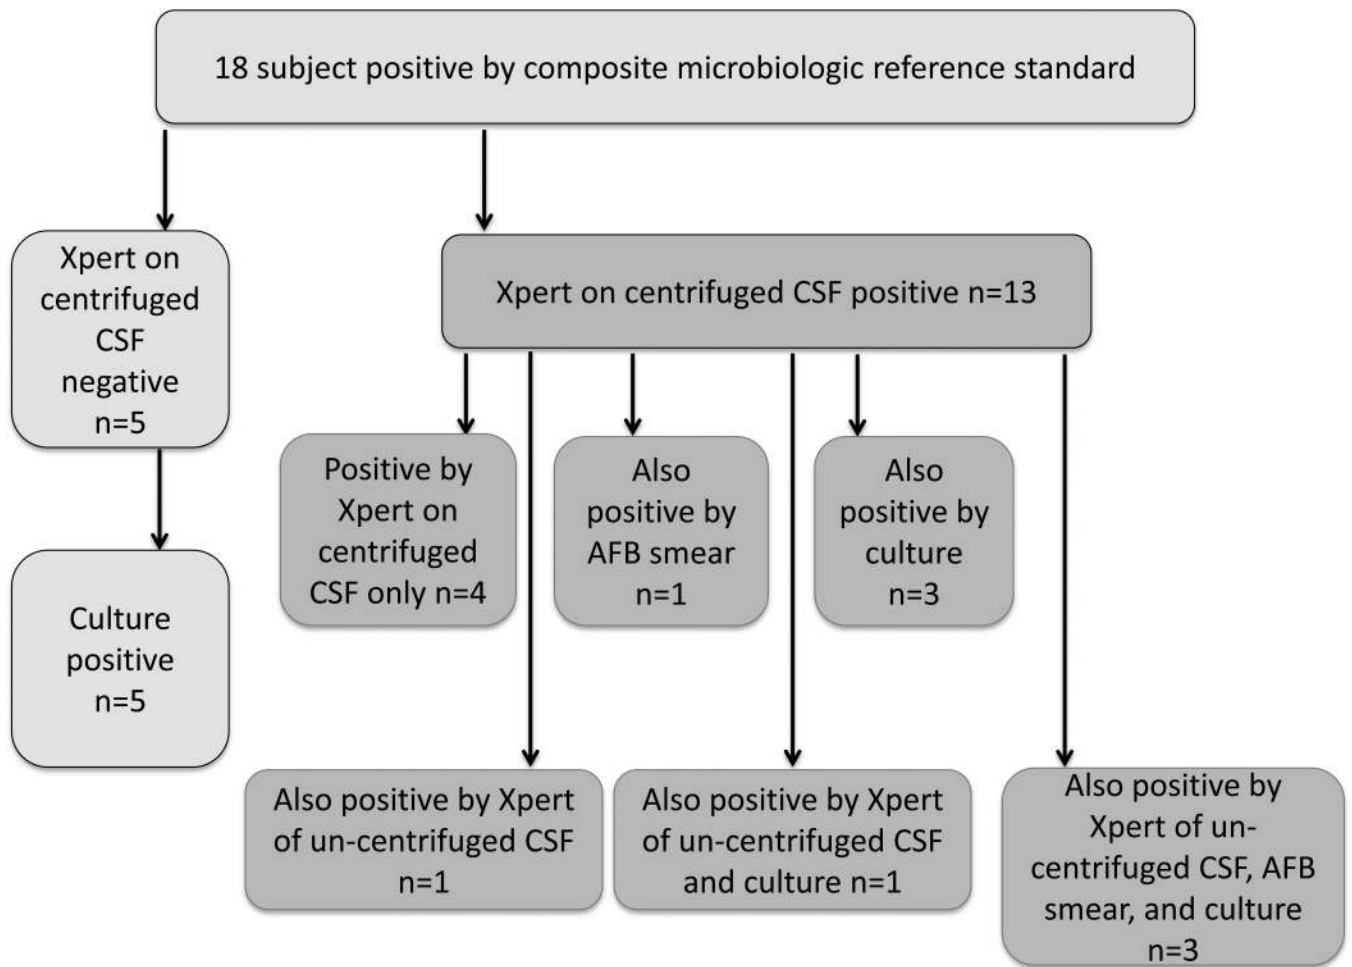 18 subject positive by composite microbiologic reference standard
Xpert on
centrifuged
CSF
negative
n=5
Xpert on centrifuged CSF positive n=13
Positive by
Xpert on
centrifuged
CSF only n=4
Also
positive by
AFB smear
n=1
Also
positive by
culture
n=3
Culture
positive
n=5
Also positive by Xpert
of un-centrifuged CSF
n=1
Also positive by Xpert
of un-centrifuged CSF
and culture n=1
Also positive by
Xpert of un-
centrifuged CSF, AFB
smear, and culture
n=3